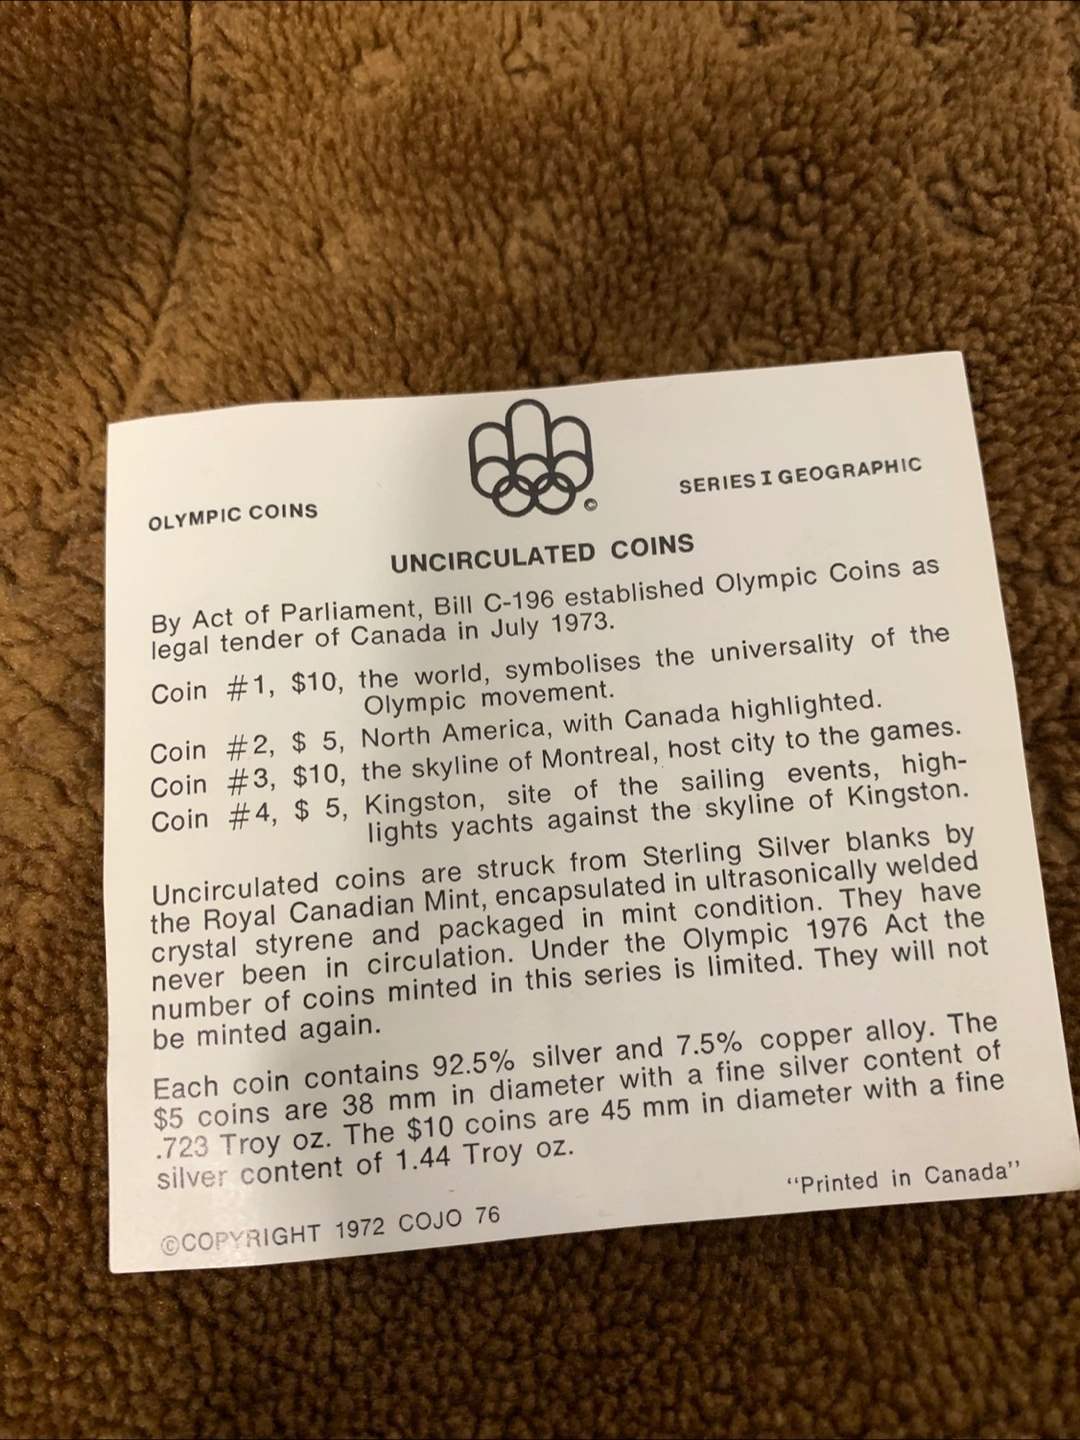 OLYMPIC COINS
SERIES I GEOGRAPHIC
©
UNCIRCULATED COINS
By Act of Parliament, Bill C-196 established Olympic Coins as
legal tender of Canada in July 1973.
Coin #1, $10, the world, symbolises the universality of the
Olympic movement.
Coin #2, $ 5, North America, with Canada highlighted.
Coin #3, $10, the skyline of Montreal, host city to the games.
Coin #4, $ 5, Kingston, site of the sailing events, high-
lights yachts against the skyline of Kingston.
Uncirculated coins are struck from Sterling Silver blanks by
the Royal Canadian Mint, encapsulated in ultrasonically welded
crystal styrene and packaged in mint condition. They have
never been in circulation. Under the Olympic 1976 Act the
number of coins minted in this series is limited. They will not
be minted again.
Each coin contains 92.5% silver and 7.5% copper alloy. The
$5 coins are 38 mm in diameter with a fine silver content of
.723 Troy oz. The $10 coins are 45 mm in diameter with a fine
silver content of 1.44 Troy oz.
"Printed in Canada"
©COPYRIGHT 1972 COJO 76